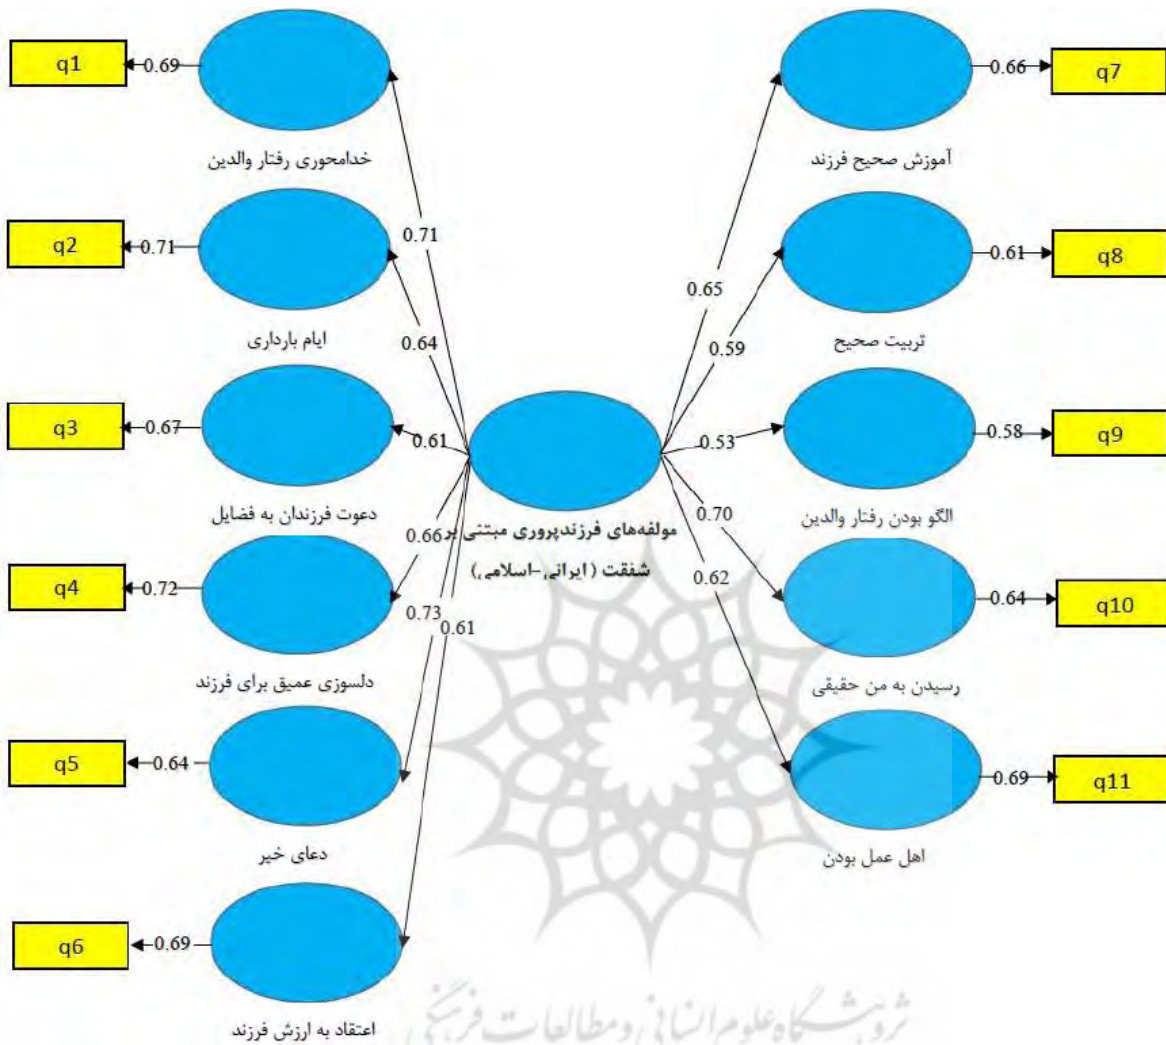 q1
0.69
خدامحوری رفتار والدین
q2
0.71
ایام بارداری
q3
0.67
دعوت فرزندان به فضایل
q4
0.72
دلسوزی عمیق برای فرزند
q5
0.64
دعای خیر
q6
0.69
اعتقاد به ارزش فرزند
0.71
0.64
0.61
0.66
0.73
0.61
مولفه‌های فرزندپروری مبتنی بر
شفقت (ایرانی-اسلامی)
0.65
0.59
0.53
0.70
0.62
آموزش صحیح فرزند
0.66
q7
تربیت صحیح
0.61
q8
الگو بودن رفتار والدین
0.58
q9
رسیدن به من حقیقی
0.64
q10
اهل عمل بودن
0.69
q11
پژوهشگاه علوم انسانی و مطالعات فرهنگی